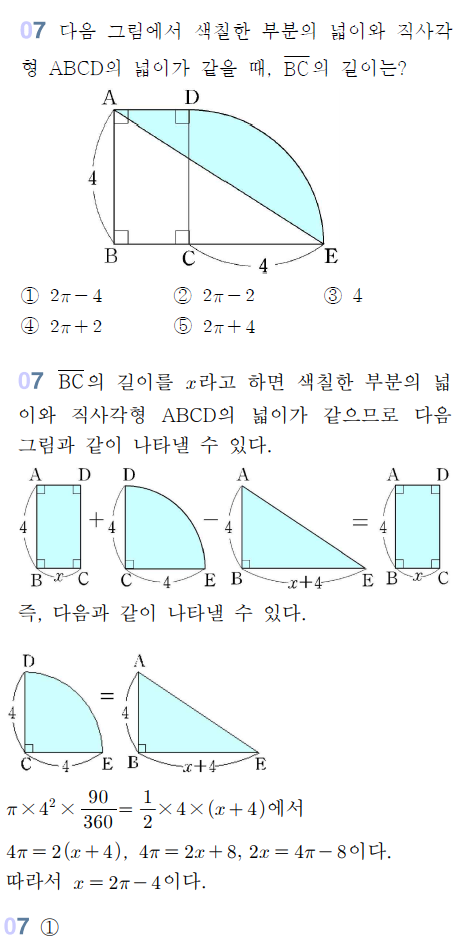 07 다음 그림에서 색칠한 부분의 넓이와 직사각
형 ABCD의 넓이가 같을 때, $\overline{BC}$의 길이는?
A D
4
B C 4 E
① 2π-4 ② 2π-2 ③ 4
④ 2π+2 ⑤ 2π+4
07 $\overline{BC}$의 길이를 x라고 하면 색칠한 부분의 넓
이와 직사각형 ABCD의 넓이가 같으므로 다음
그림과 같이 나타낼 수 있다.
A D D A A D
4 + 4 - 4 = 4
B x C C 4 E B x+4 E B x C
즉, 다음과 같이 나타낼 수 있다.
D A
4 = 4
C 4 E B x+4 E
π×4²×$\frac{90}{360}$=$\frac{1}{2}$×4×(x+4)에서
4π=2(x+4), 4π=2x+8, 2x=4π-8이다.
따라서 x=2π-4이다.
07 ①